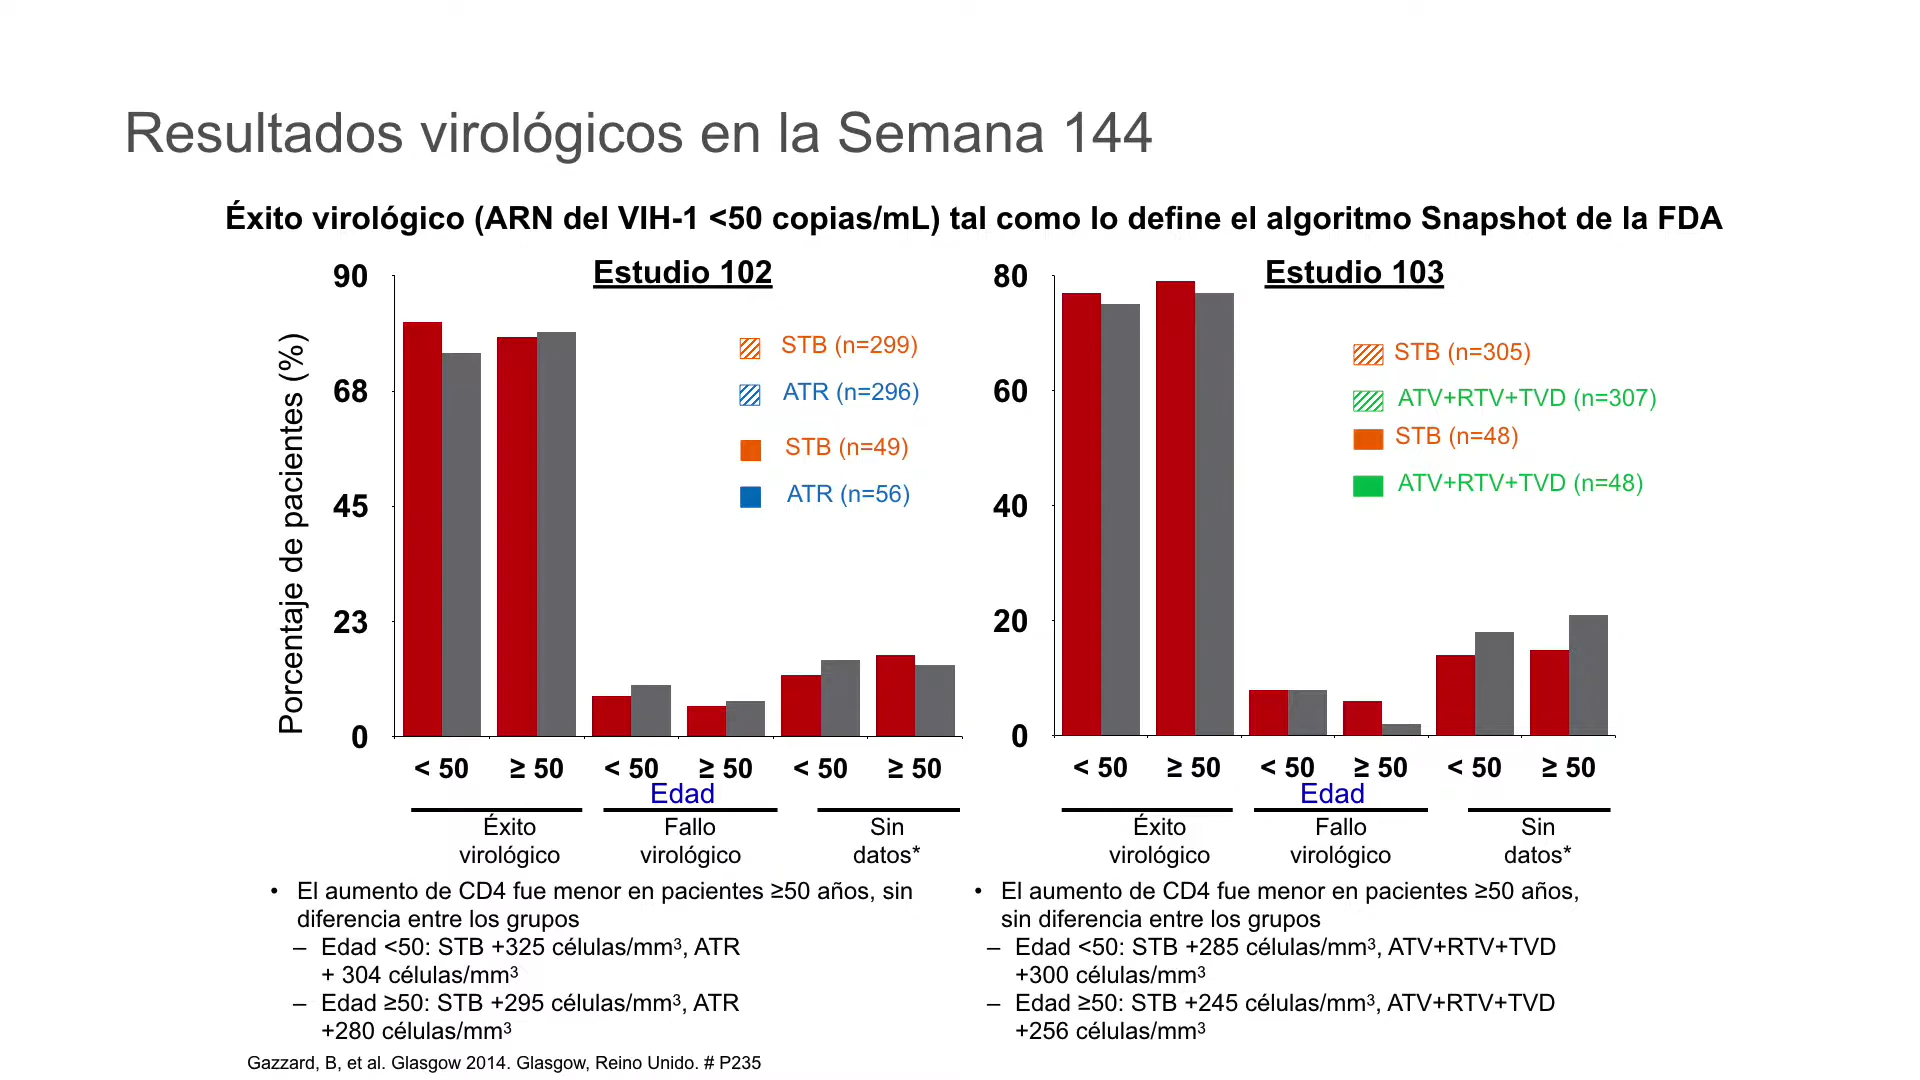 Resultados virológicos en la Semana 144
Éxito virológico (ARN del VIH-1 <50 copias/mL) tal como lo define el algoritmo Snapshot de la FDA
Estudio 102
Porcentaje de pacientes (%)
90
68
45
23
0
STB (n=299)
ATR (n=296)
STB (n=49)
ATR (n=56)
< 50 ≥ 50 < 50 ≥ 50 < 50 ≥ 50
Edad
Éxito virológico
Fallo virológico
Sin datos*
Estudio 103
80
60
40
20
0
STB (n=305)
ATV+RTV+TVD (n=307)
STB (n=48)
ATV+RTV+TVD (n=48)
< 50 ≥ 50 < 50 ≥ 50 < 50 ≥ 50
Edad
Éxito virológico
Fallo virológico
Sin datos*
• El aumento de CD4 fue menor en pacientes ≥50 años, sin
diferencia entre los grupos
– Edad <50: STB +325 células/mm³, ATR
+ 304 células/mm³
– Edad ≥50: STB +295 células/mm³, ATR
+280 células/mm³
• El aumento de CD4 fue menor en pacientes ≥50 años,
sin diferencia entre los grupos
– Edad <50: STB +285 células/mm³, ATV+RTV+TVD
+300 células/mm³
– Edad ≥50: STB +245 células/mm³, ATV+RTV+TVD
+256 células/mm³
Gazzard, B, et al. Glasgow 2014. Glasgow, Reino Unido. # P235